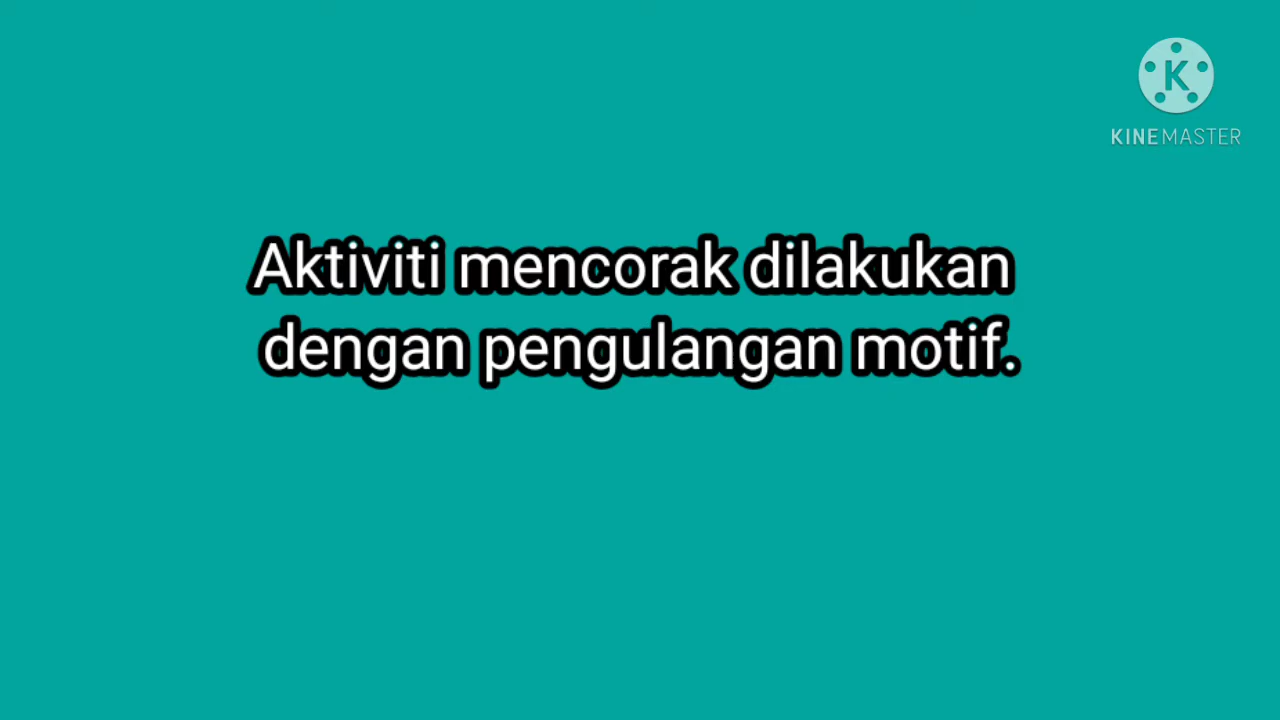 K
KINEMASTER
Aktiviti mencorak dilakukan
dengan pengulangan motif.